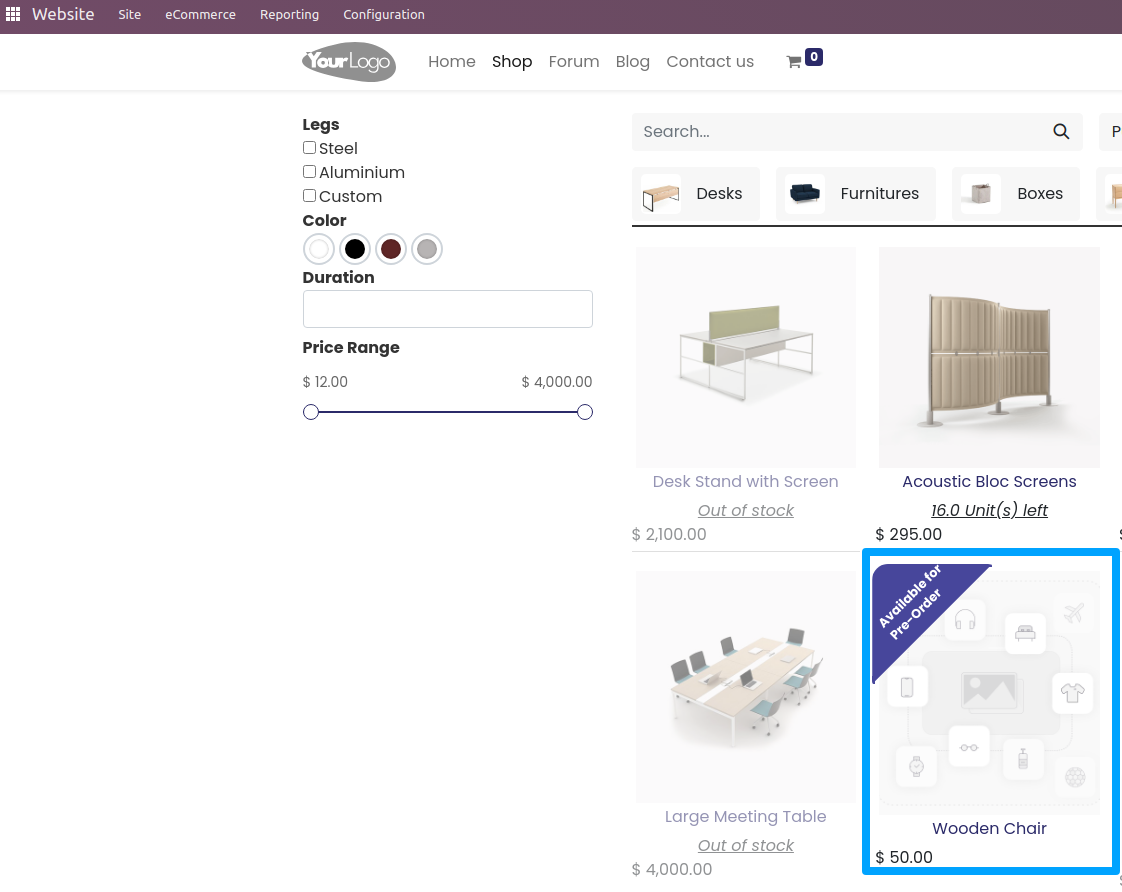 Website Site eCommerce Reporting Configuration
YourLogo Home Shop Forum Blog Contact us 0
Legs
Steel
Aluminium
Custom
Color
Duration
Price Range
$ 12.00 $ 4,000.00
Search...
P
Desks Furnitures Boxes
Desk Stand with Screen
Out of stock
$ 2,100.00
Acoustic Bloc Screens
16.0 Unit(s) left
$ 295.00
Large Meeting Table
Out of stock
$ 4,000.00
Available for
Pre-Order
Wooden Chair
$ 50.00